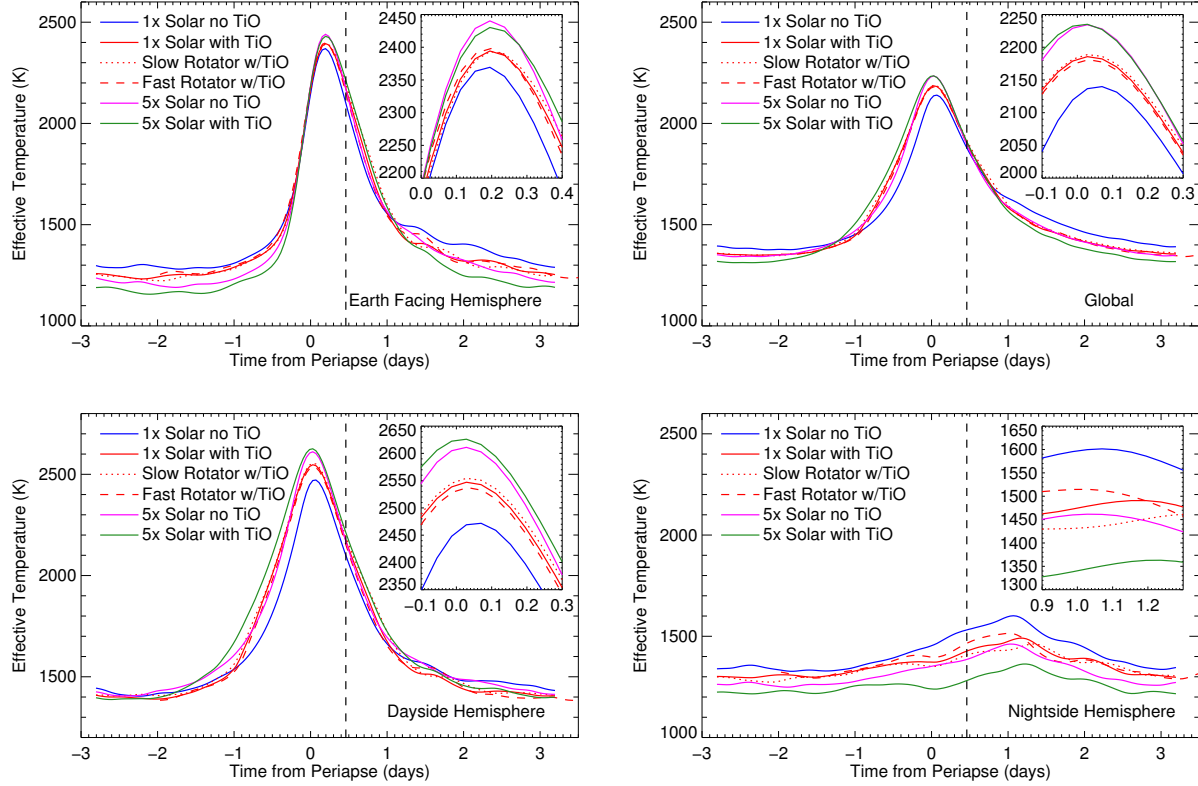 Effective Temperature (K)
2500
2000
1500
1000
1x Solar no TiO
1x Solar with TiO
Slow Rotator w/TiO
Fast Rotator w/TiO
5x Solar no TiO
5x Solar with TiO
2450
2400
2350
2300
2250
2200
0.0 0.1 0.2 0.3 0.4
Earth Facing Hemisphere
−3 −2 −1 0 1 2 3
Time from Periapse (days)
Effective Temperature (K)
2500
2000
1500
1000
1x Solar no TiO
1x Solar with TiO
Slow Rotator w/TiO
Fast Rotator w/TiO
5x Solar no TiO
5x Solar with TiO
2250
2200
2150
2100
2050
2000
−0.1 0.0 0.1 0.2 0.3
Global
−3 −2 −1 0 1 2 3
Time from Periapse (days)
Effective Temperature (K)
2500
2000
1500
1x Solar no TiO
1x Solar with TiO
Slow Rotator w/TiO
Fast Rotator w/TiO
5x Solar no TiO
5x Solar with TiO
2650
2600
2550
2500
2450
2400
2350
−0.1 0.0 0.1 0.2 0.3
Dayside Hemisphere
−3 −2 −1 0 1 2 3
Time from Periapse (days)
Effective Temperature (K)
2500
2000
1500
1000
1x Solar no TiO
1x Solar with TiO
Slow Rotator w/TiO
Fast Rotator w/TiO
5x Solar no TiO
5x Solar with TiO
1650
1600
1550
1500
1450
1400
1350
1300
0.9 1.0 1.1 1.2
Nightside Hemisphere
−3 −2 −1 0 1 2 3
Time from Periapse (days)